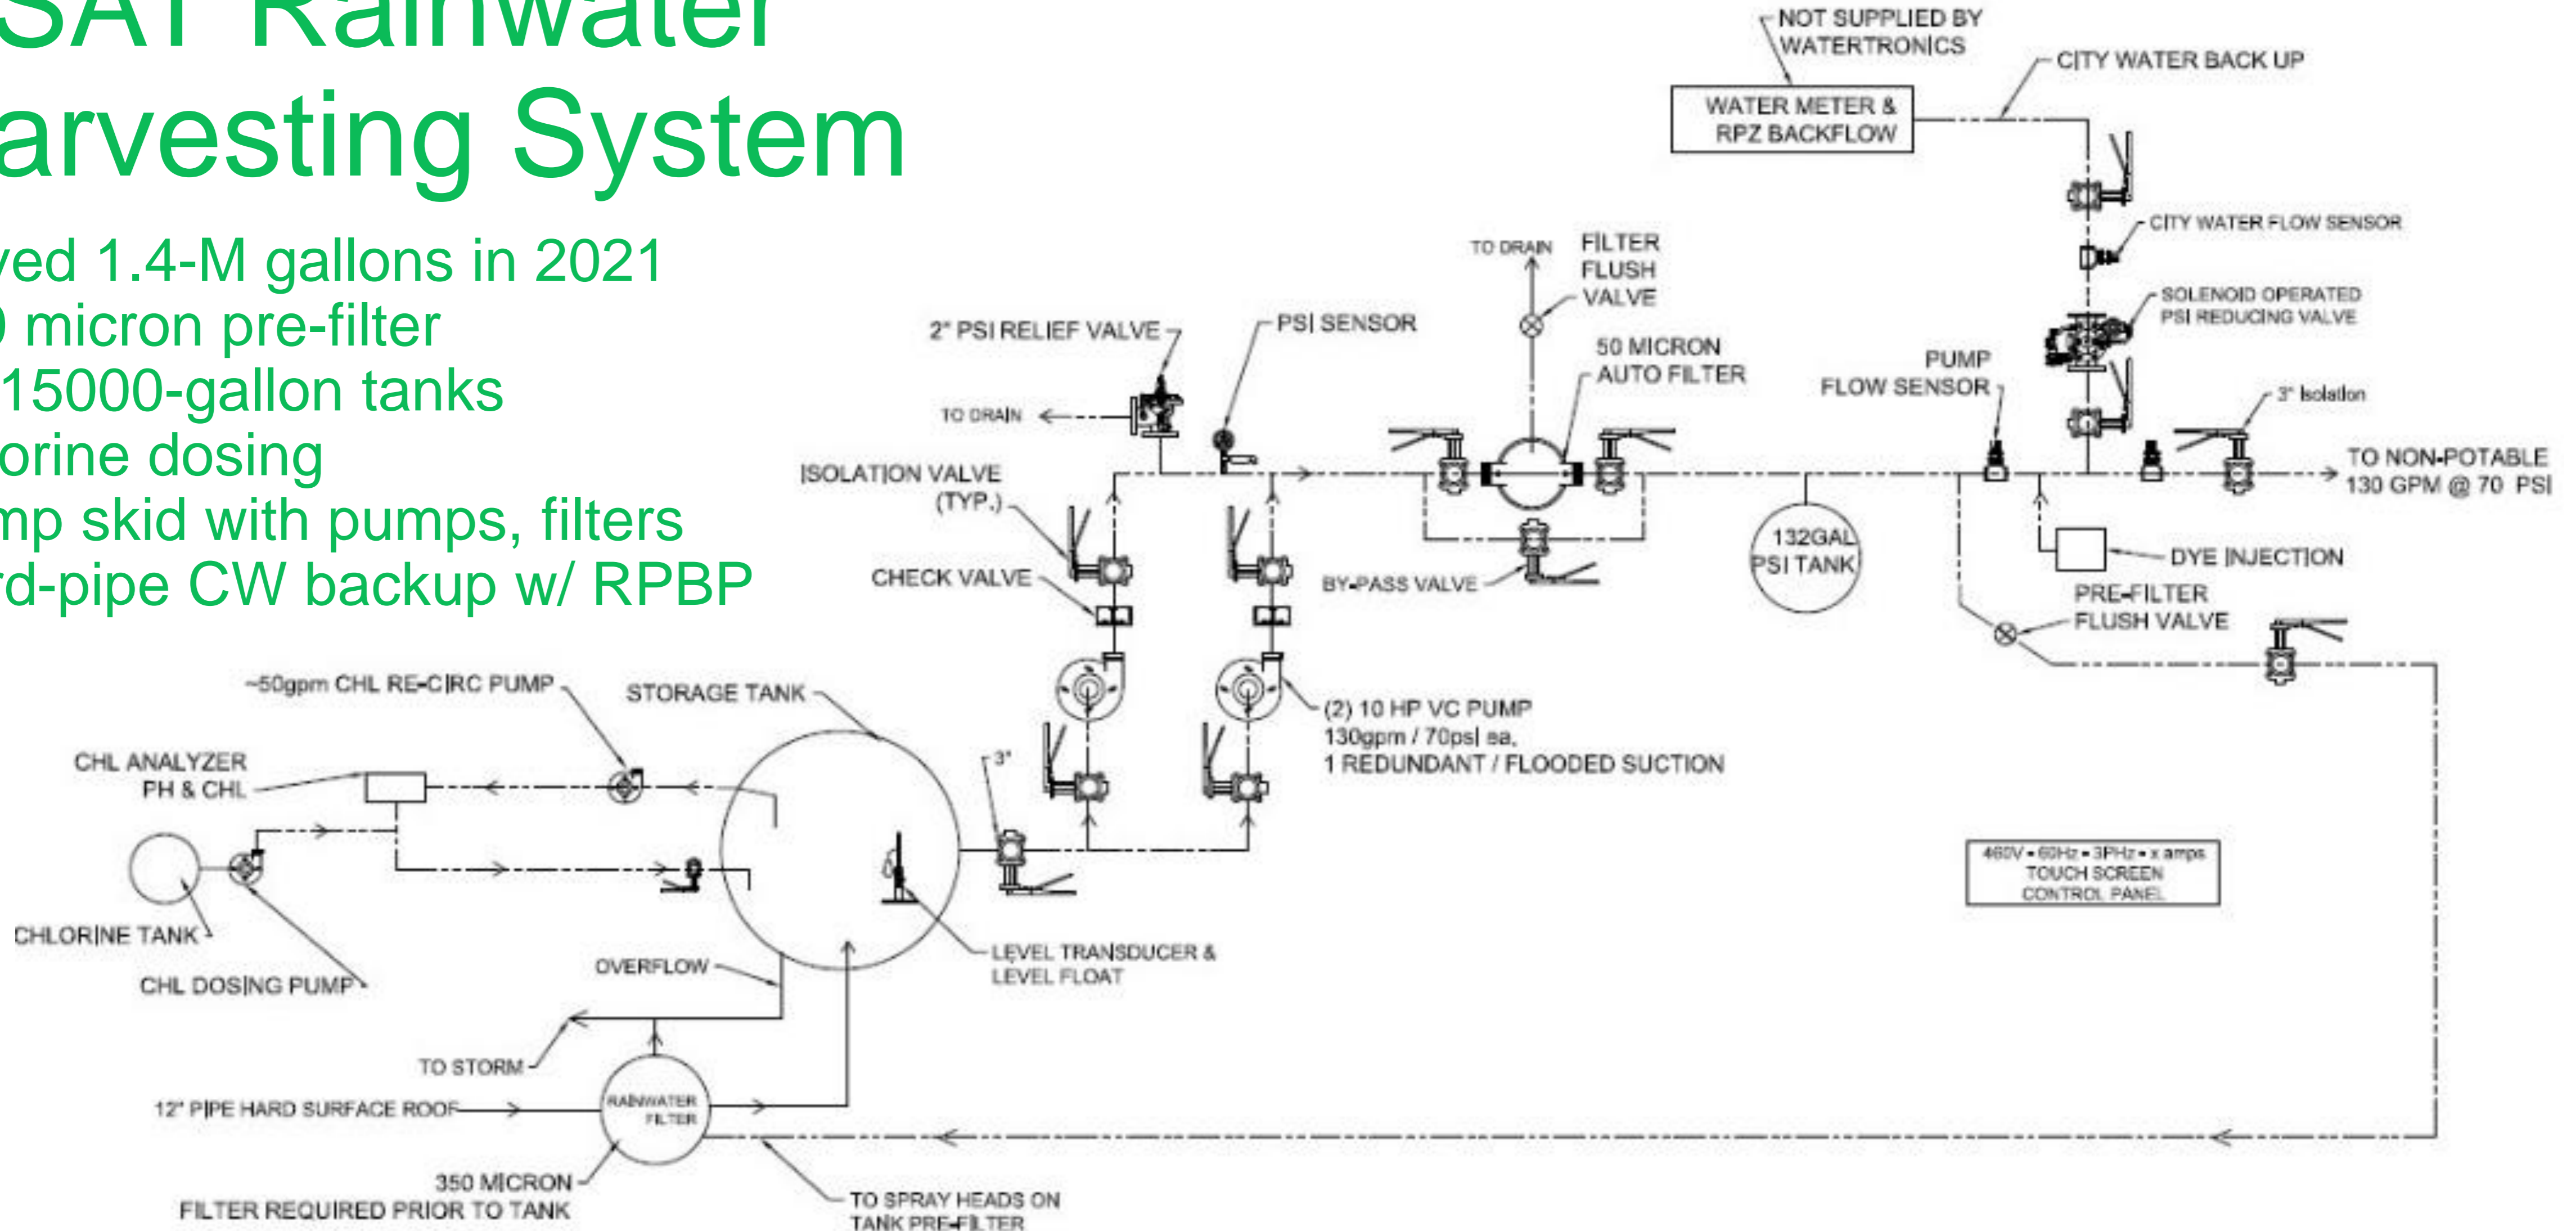 SAT Rainwater
arvesting System
ved 1.4-M gallons in 2021
0 micron pre-filter
15000-gallon tanks
orine dosing
mp skid with pumps, filters
rd-pipe CW backup w/ RPBP
NOT SUPPLIED BY
WATERTRONICS
CITY WATER BACK UP
WATER METER &
RPZ BACKFLOW
CITY WATER FLOW SENSOR
SOLENOID OPERATED
PSI REDUCING VALVE
TO DRAIN
FILTER
FLUSH
VALVE
2" PSI RELIEF VALVE
PSI SENSOR
50 MICRON
AUTO FILTER
PUMP
FLOW SENSOR
3" Isolation
TO DRAIN
ISOLATION VALVE
(TYP.)
TO NON-POTABLE
130 GPM @ 70 PSI
CHECK VALVE
BY-PASS VALVE
132GAL
PSI TANK
DYE INJECTION
PRE-FILTER
FLUSH VALVE
~50gpm CHL RE-CIRC PUMP
STORAGE TANK
(2) 10 HP VC PUMP
130gpm / 70psi ea,
1 REDUNDANT / FLOODED SUCTION
CHL ANALYZER
PH & CHL
3"
460V - 60Hz - 3PHz - x amps
TOUCH SCREEN
CONTROL PANEL
CHLORINE TANK
CHL DOSING PUMP
OVERFLOW
LEVEL TRANSDUCER &
LEVEL FLOAT
TO STORM
12" PIPE HARD SURFACE ROOF
RAINWATER
FILTER
350 MICRON
FILTER REQUIRED PRIOR TO TANK
TO SPRAY HEADS ON
TANK PRE-FILTER